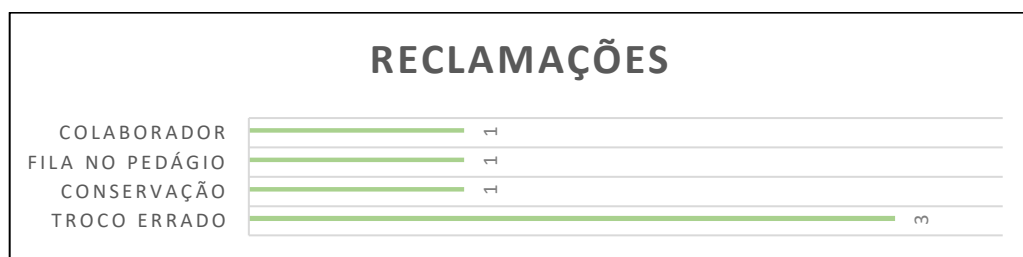 RECLAMAÇÕES
COLABORADOR 1
FILA NO PEDÁGIO 1
CONSERVAÇÃO 1
TROCO ERRADO 3